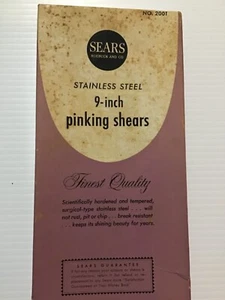 NO. 2001
SEARS
ROEBUCK AND CO.
STAINLESS STEEL
9-inch
pinking shears
Finest Quality
Scientifically hardened and tempered,
surgical-type stainless steel . . . will
not rust, pit or chip . . . break resistant
keeps its shining beauty for years.
SEARS GUARANTEE